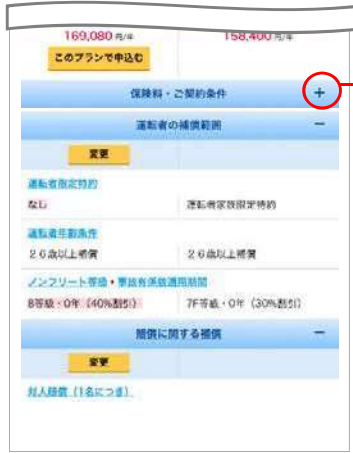 169,080 円/年 158,400 円/年
このプランで申込む
保険料・ご契約条件 +
運転者の補償範囲 −
変更
運転者限定特約
なし 運転者家族限定特約
運転者年齢条件
26歳以上補償 26歳以上補償
ノンフリート等級・事故有係数適用期間
8等級・0年（40%割引） 7F等級・0年（30%割引）
賠償に関する補償 −
変更
対人賠償（1名につき）